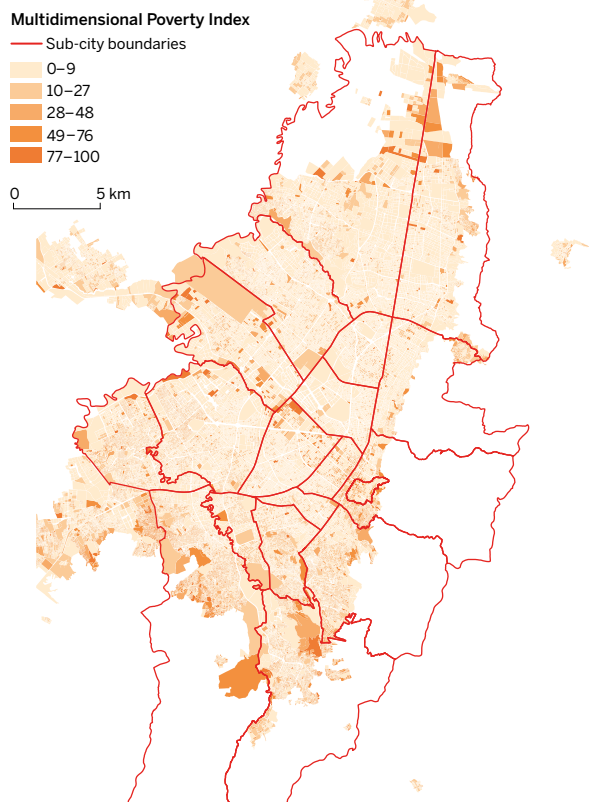 Multidimensional Poverty Index
Sub-city boundaries
0–9
10–27
28–48
49–76
77–100
0 5 km